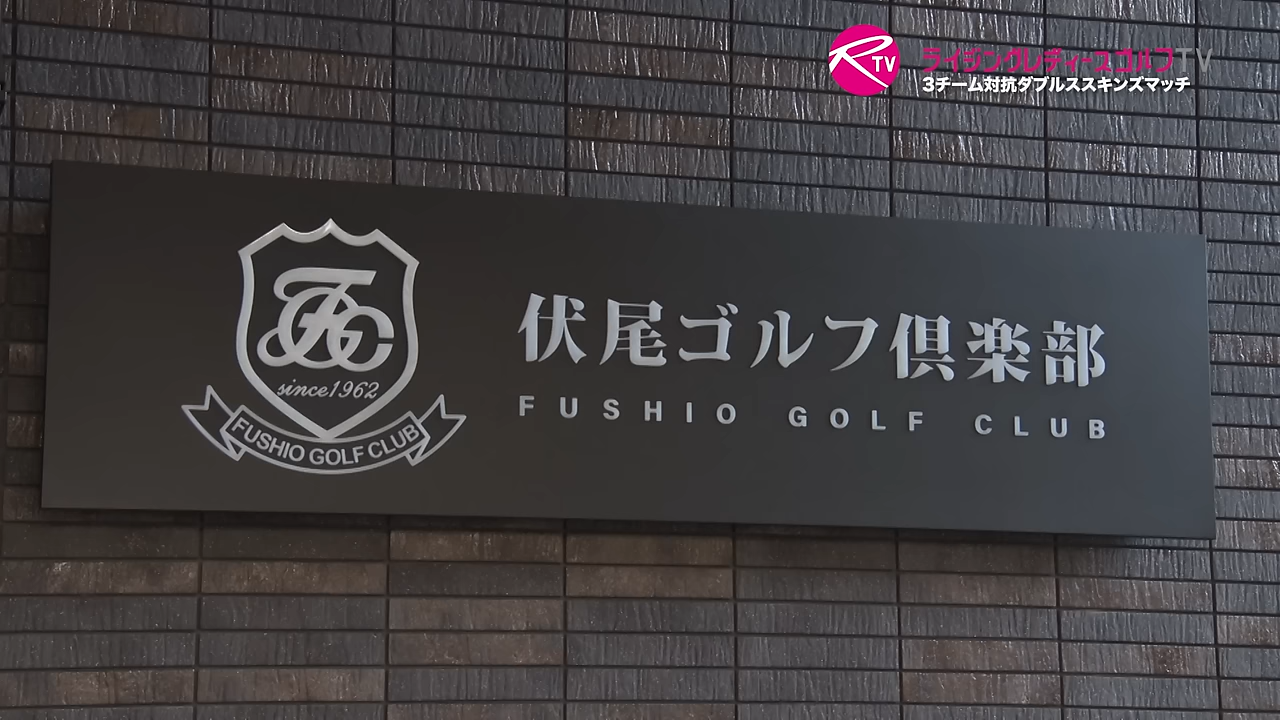 R TV
ライジングレディースゴルフTV
3チーム対抗ダブルススキンズマッチ
FGC
since1962
FUSHIO GOLF CLUB
伏尾ゴルフ倶楽部
FUSHIO GOLF CLUB